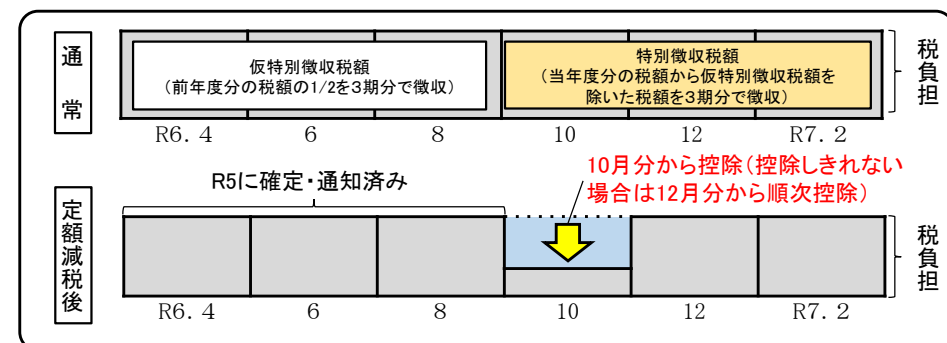 通常
仮特別徴収税額
(前年度分の税額の1/2を3期分で徴収)
特別徴収税額
(当年度分の税額から仮特別徴収税額を
除いた税額を3期分で徴収)
税負担
R6.4 6 8 10 12 R7.2
R5に確定・通知済み
10月分から控除(控除しきれない
場合は12月分から順次控除)
定額減税後
税負担
R6.4 6 8 10 12 R7.2